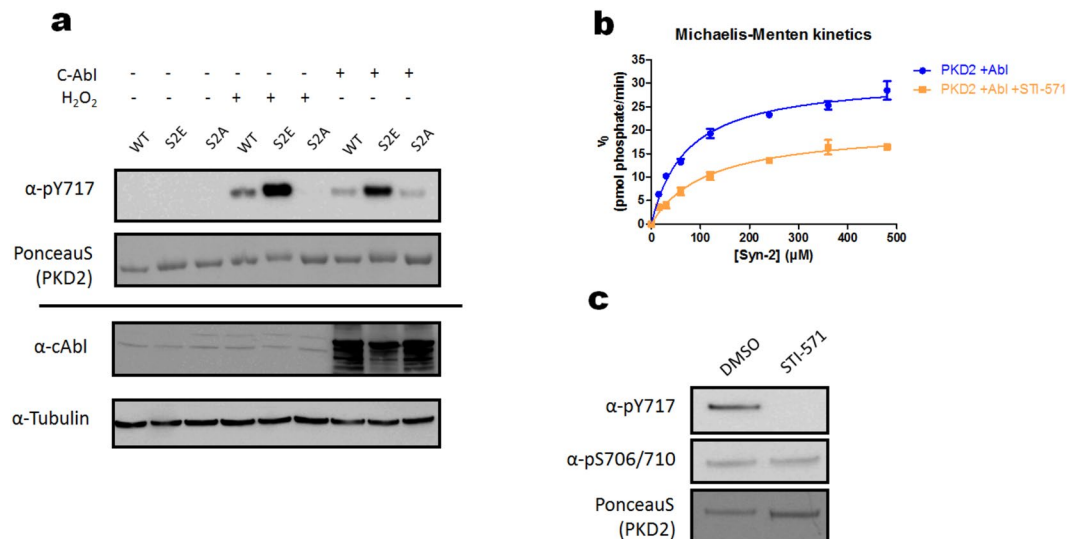 a
C-Abl - - - - - - + + +
H₂O₂ - - - + + + - - -
WT S2E S2A WT S2E S2A WT S2E S2A
α-pY717
PonceauS
(PKD2)
α-cAbl
α-Tubulin
b
Michaelis-Menten kinetics
v₀
(pmol phosphate/min)
35
30
25
20
15
10
5
0
0 100 200 300 400 500
[Syn-2] (µM)
PKD2 +Abl
PKD2 +Abl +STI-571
c
DMSO STI-571
α-pY717
α-pS706/710
PonceauS
(PKD2)